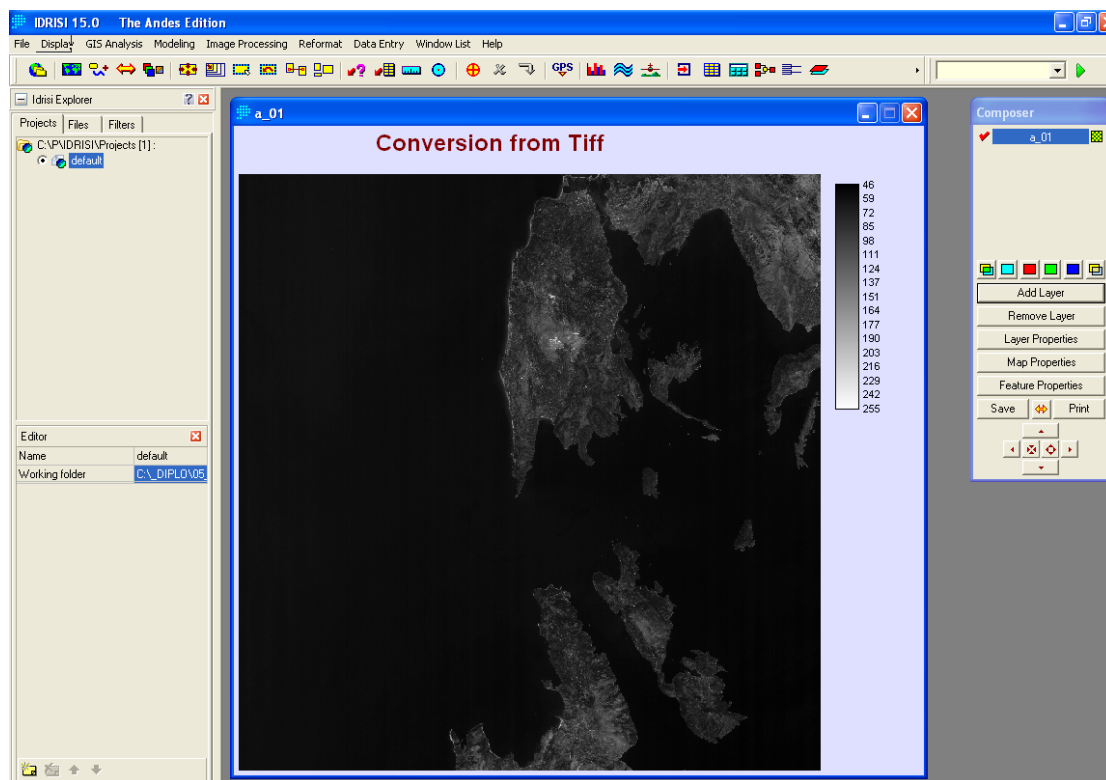 IDRISI 15.0 The Andes Edition
File Display GIS Analysis Modeling Image Processing Reformat Data Entry Window List Help
GPS
Idrisi Explorer
Projects Files Filters
C:\P\IDRISI\Projects [1] :
default
Editor
Name default
Working folder C:\_DIPLO\05_
a_01
Conversion from Tiff
46
59
72
85
98
111
124
137
151
164
177
190
203
216
229
242
255
Composer
a_01
Add Layer
Remove Layer
Layer Properties
Map Properties
Feature Properties
Save Print